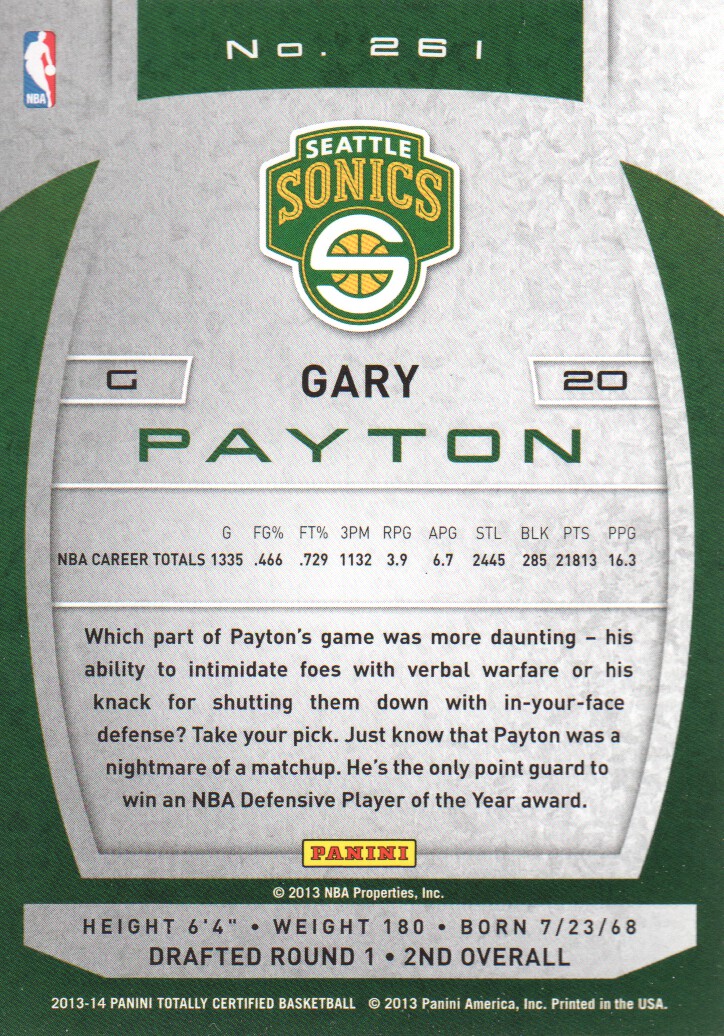 No. 261
NBA
SEATTLE
SONICS
S
G
GARY
20
PAYTON
G FG% FT% 3PM RPG APG STL BLK PTS PPG
NBA CAREER TOTALS 1335 .466 .729 1132 3.9 6.7 2445 285 21813 16.3
Which part of Payton's game was more daunting – his
ability to intimidate foes with verbal warfare or his
knack for shutting them down with in-your-face
defense? Take your pick. Just know that Payton was a
nightmare of a matchup. He's the only point guard to
win an NBA Defensive Player of the Year award.
PANINI
© 2013 NBA Properties, Inc.
HEIGHT 6'4" • WEIGHT 180 • BORN 7/23/68
DRAFTED ROUND 1 • 2ND OVERALL
2013-14 PANINI TOTALLY CERTIFIED BASKETBALL © 2013 Panini America, Inc. Printed in the USA.